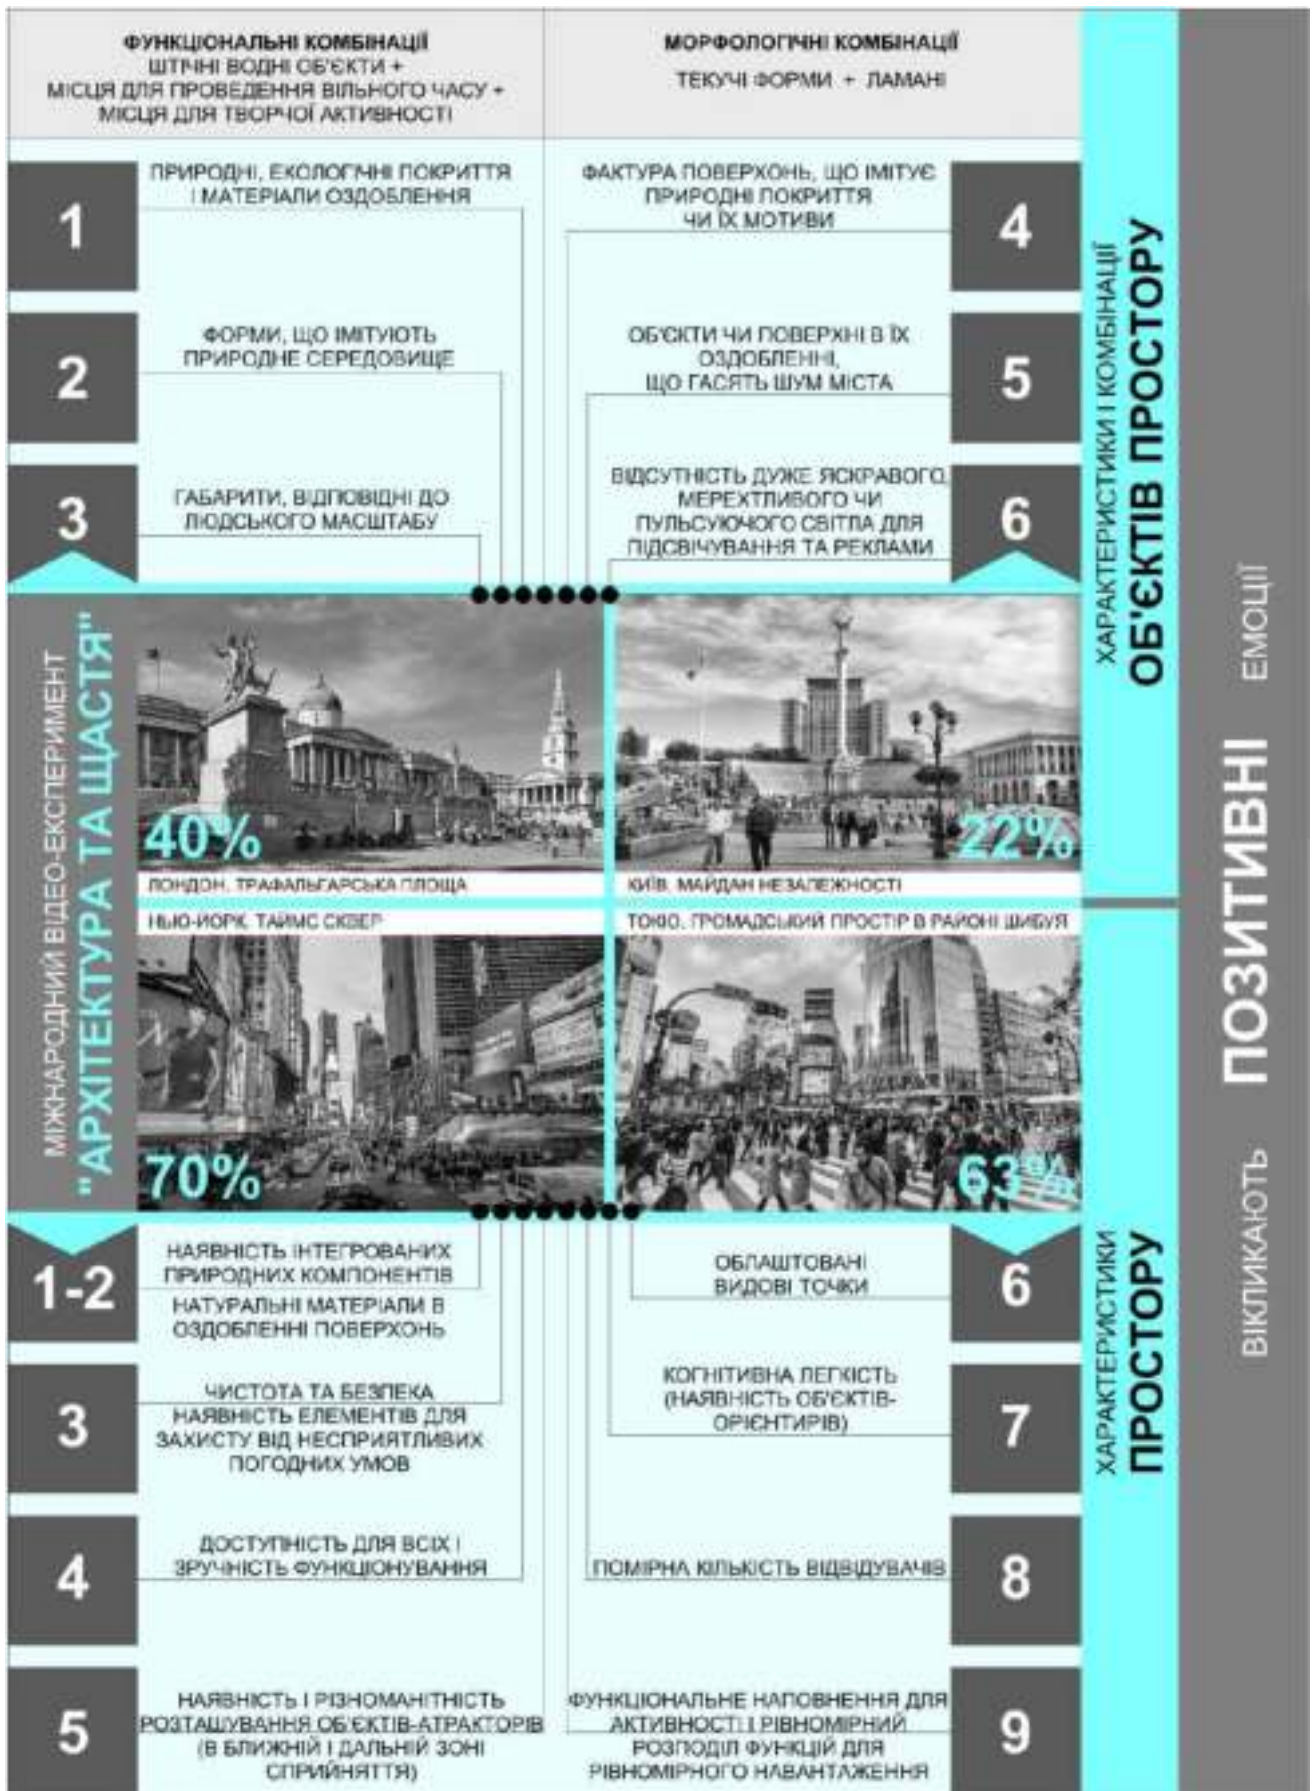 ФУНКЦІОНАЛЬНІ КОМБІНАЦІЇ
ШТІЧНІ ВОДНІ ОБ'ЄКТИ +
МІСЦЯ ДЛЯ ПРОВЕДЕННЯ ВІЛЬНОГО ЧАСУ +
МІСЦЯ ДЛЯ ТВОРЧОЇ АКТИВНОСТІ
МОРФОЛОГІЧНІ КОМБІНАЦІЇ
ТЕКУЧІ ФОРМИ + ЛАМАНІ
1
ПРИРОДНІ, ЕКОЛОГІЧНІ ПОКРИТТЯ
І МАТЕРІАЛИ ОЗДОБЛЕННЯ
2
ФОРМИ, ЩО ІМІТУЮТЬ
ПРИРОДНЕ СЕРЕДОВИЩЕ
3
ГАБАРИТИ, ВІДПОВІДНІ ДО
ЛЮДСЬКОГО МАСШТАБУ
ФАКТУРА ПОВЕРХОНЬ, ЩО ІМІТУЄ
ПРИРОДНІ ПОКРИТТЯ
ЧИ ЇХ МОТИВИ
4
ОБ'ЄКТИ ЧИ ПОВЕРХНІ В ЇХ
ОЗДОБЛЕННІ,
ЩО ГАСЯТЬ ШУМ МІСТА
5
ВІДСУТНІСТЬ ДУЖЕ ЯСКРАВОГО,
МЕРЕХТЛИВОГО ЧИ
ПУЛЬСУЮЧОГО СВІТЛА ДЛЯ
ПІДСВІЧУВАННЯ ТА РЕКЛАМИ
6
ХАРАКТЕРИСТИКИ І КОМБІНАЦІЇ
ОБ'ЄКТІВ ПРОСТОРУ
МІЖНАРОДНИЙ ВІДЕО-ЕКСПЕРИМЕНТ
"АРХІТЕКТУРА ТА ЩАСТЯ"
40%
ЛОНДОН. ТРАФАЛЬГАРСЬКА ПЛОЩА
22%
КИЇВ. МАЙДАН НЕЗАЛЕЖНОСТІ
НЬЮ-ЙОРК. ТАЙМС СКВЕР
70%
ТОКІО. ГРОМАДСЬКИЙ ПРОСТІР В РАЙОНІ ШИБУЯ
63%
1-2
НАЯВНІСТЬ ІНТЕГРОВАНИХ
ПРИРОДНИХ КОМПОНЕНТІВ
НАТУРАЛЬНІ МАТЕРІАЛИ В
ОЗДОБЛЕННІ ПОВЕРХОНЬ
3
ЧИСТОТА ТА БЕЗПЕКА
НАЯВНІСТЬ ЕЛЕМЕНТІВ ДЛЯ
ЗАХИСТУ ВІД НЕСПРИЯТЛИВИХ
ПОГОДНИХ УМОВ
4
ДОСТУПНІСТЬ ДЛЯ ВСІХ І
ЗРУЧНІСТЬ ФУНКЦІОНУВАННЯ
5
НАЯВНІСТЬ І РІЗНОМАНІТНІСТЬ
РОЗТАШУВАННЯ ОБ'ЄКТІВ-АТРАКТОРІВ
(В БЛИЖНІЙ І ДАЛЬНІЙ ЗОНІ
СПРИЙНЯТТЯ)
ОБЛАШТОВАНІ
ВИДОВІ ТОЧКИ
6
КОГНІТИВНА ЛЕГКІСТЬ
(НАЯВНІСТЬ ОБ'ЄКТІВ-
ОРІЄНТИРІВ)
7
ПОМІРНА КІЛЬКІСТЬ ВІДВІДУВАЧІВ
8
ФУНКЦІОНАЛЬНЕ НАПОВНЕННЯ ДЛЯ
АКТИВНОСТІ І РІВНОМІРНИЙ
РОЗПОДІЛ ФУНКЦІЙ ДЛЯ
РІВНОМІРНОГО НАВАНТАЖЕННЯ
9
ХАРАКТЕРИСТИКИ
ПРОСТОРУ
ВІКЛИКАЮТЬ ПОЗИТИВНІ ЕМОЦІЇ